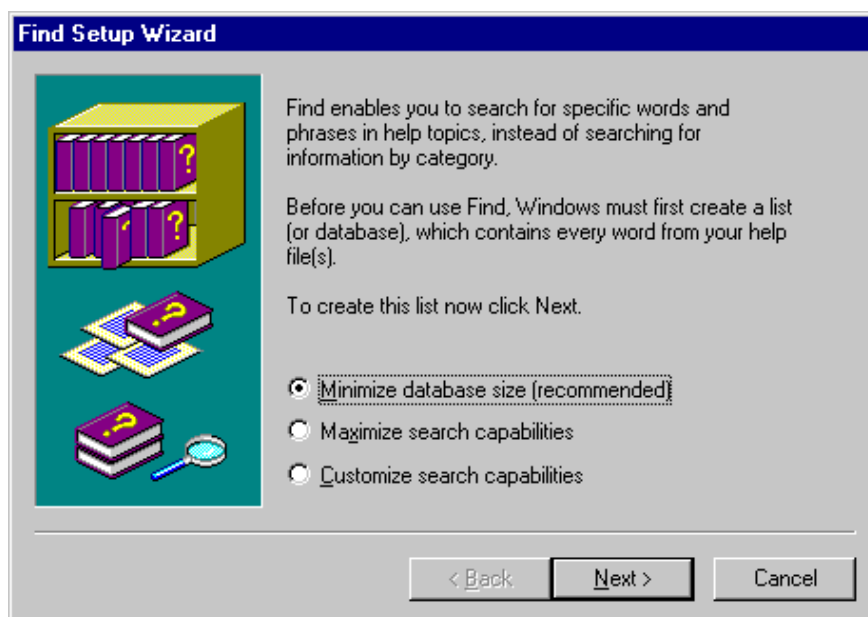 Find Setup Wizard
Find enables you to search for specific words and
phrases in help topics, instead of searching for
information by category.
Before you can use Find, Windows must first create a list
(or database), which contains every word from your help
file(s).
To create this list now click Next.
Minimize database size (recommended)
Maximize search capabilities
Customize search capabilities
< Back
Next >
Cancel